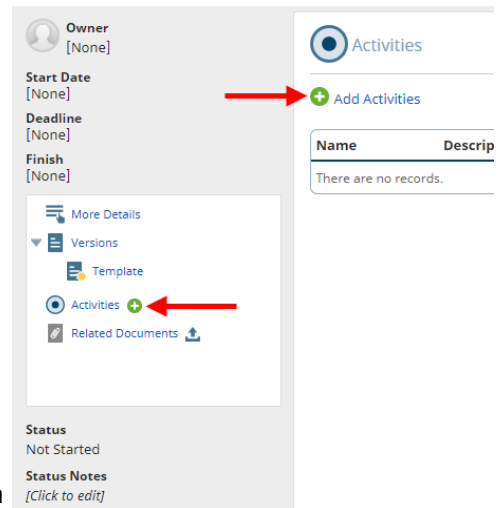 Owner
[None]
Start Date
[None]
Deadline
[None]
Finish
[None]
More Details
Versions
Template
Activities
Related Documents
Status
Not Started
Status Notes
[Click to edit]
Activities
Add Activities
Name Descrip
There are no records.